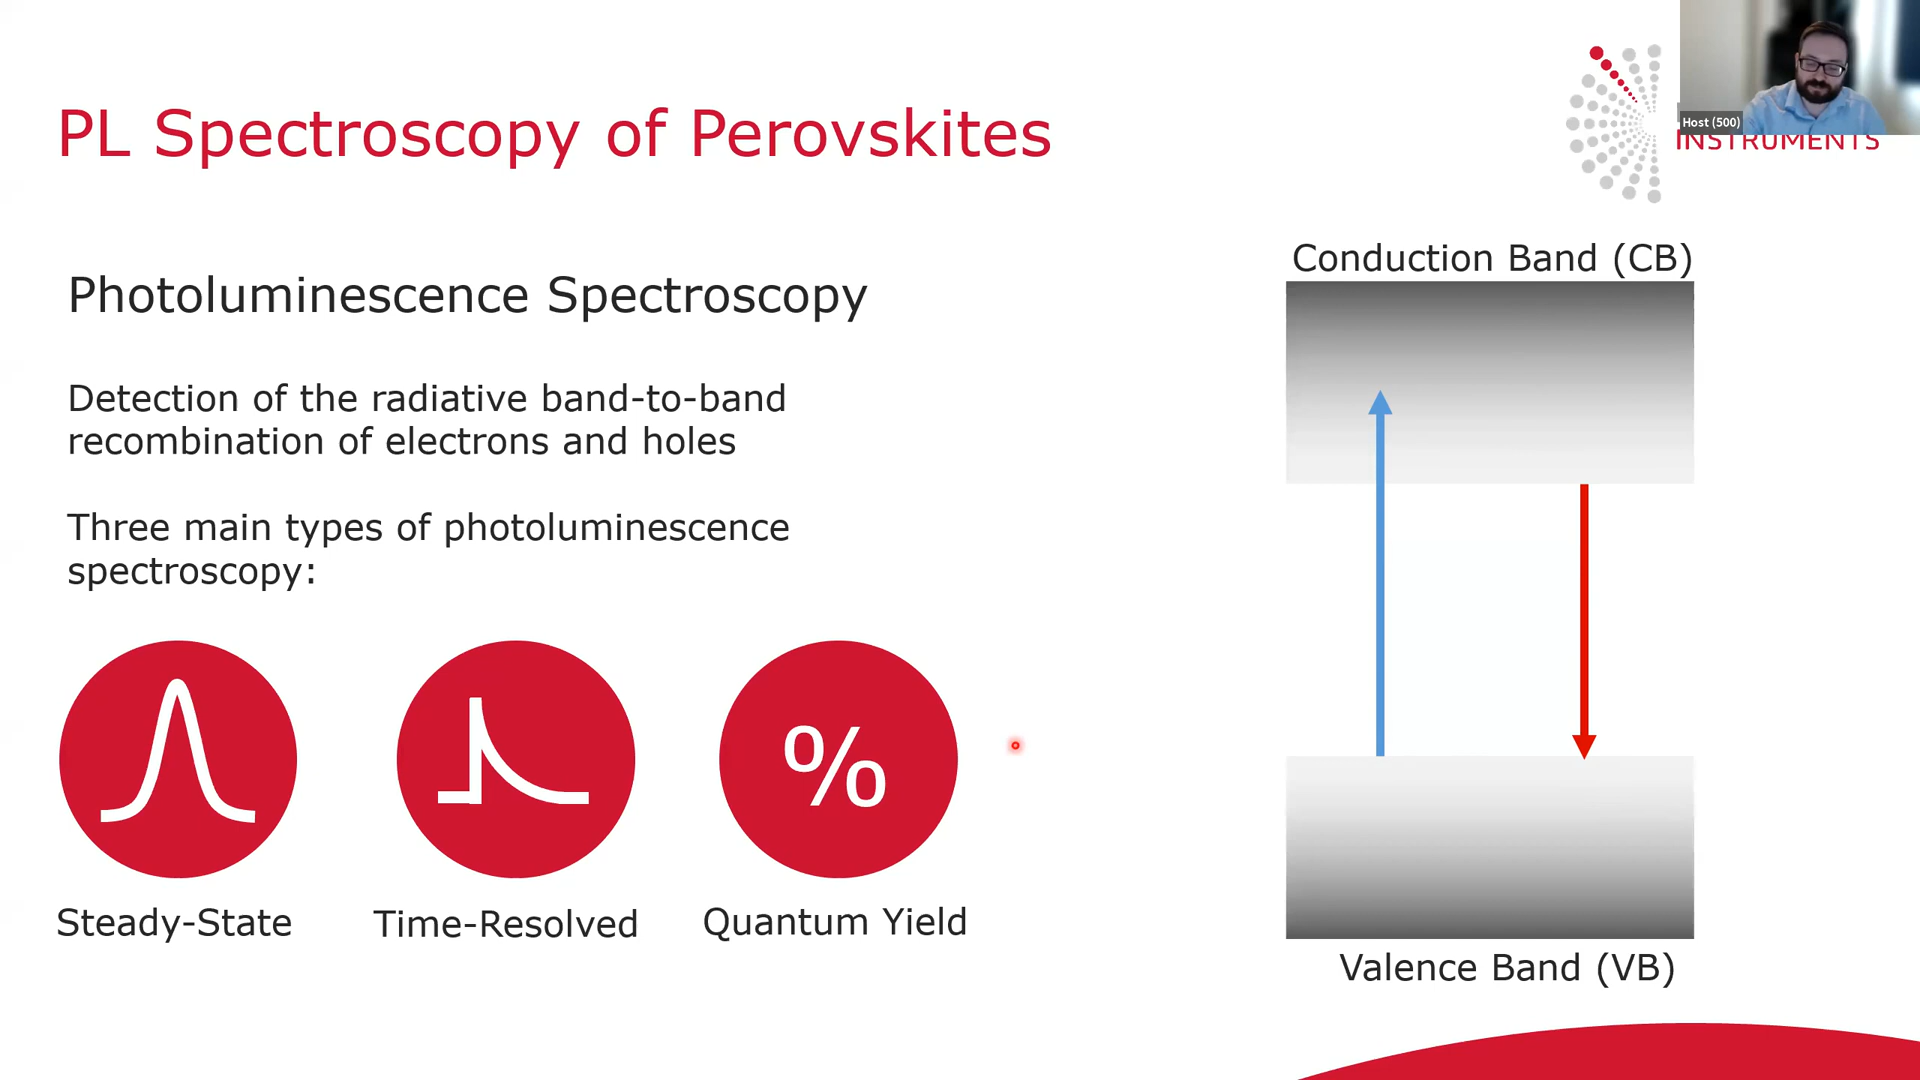 PL Spectroscopy of Perovskites
Host (500)
INSTRUMENTS
Photoluminescence Spectroscopy
Detection of the radiative band-to-band
recombination of electrons and holes
Three main types of photoluminescence
spectroscopy:
%
Steady-State
Time-Resolved
Quantum Yield
Conduction Band (CB)
Valence Band (VB)